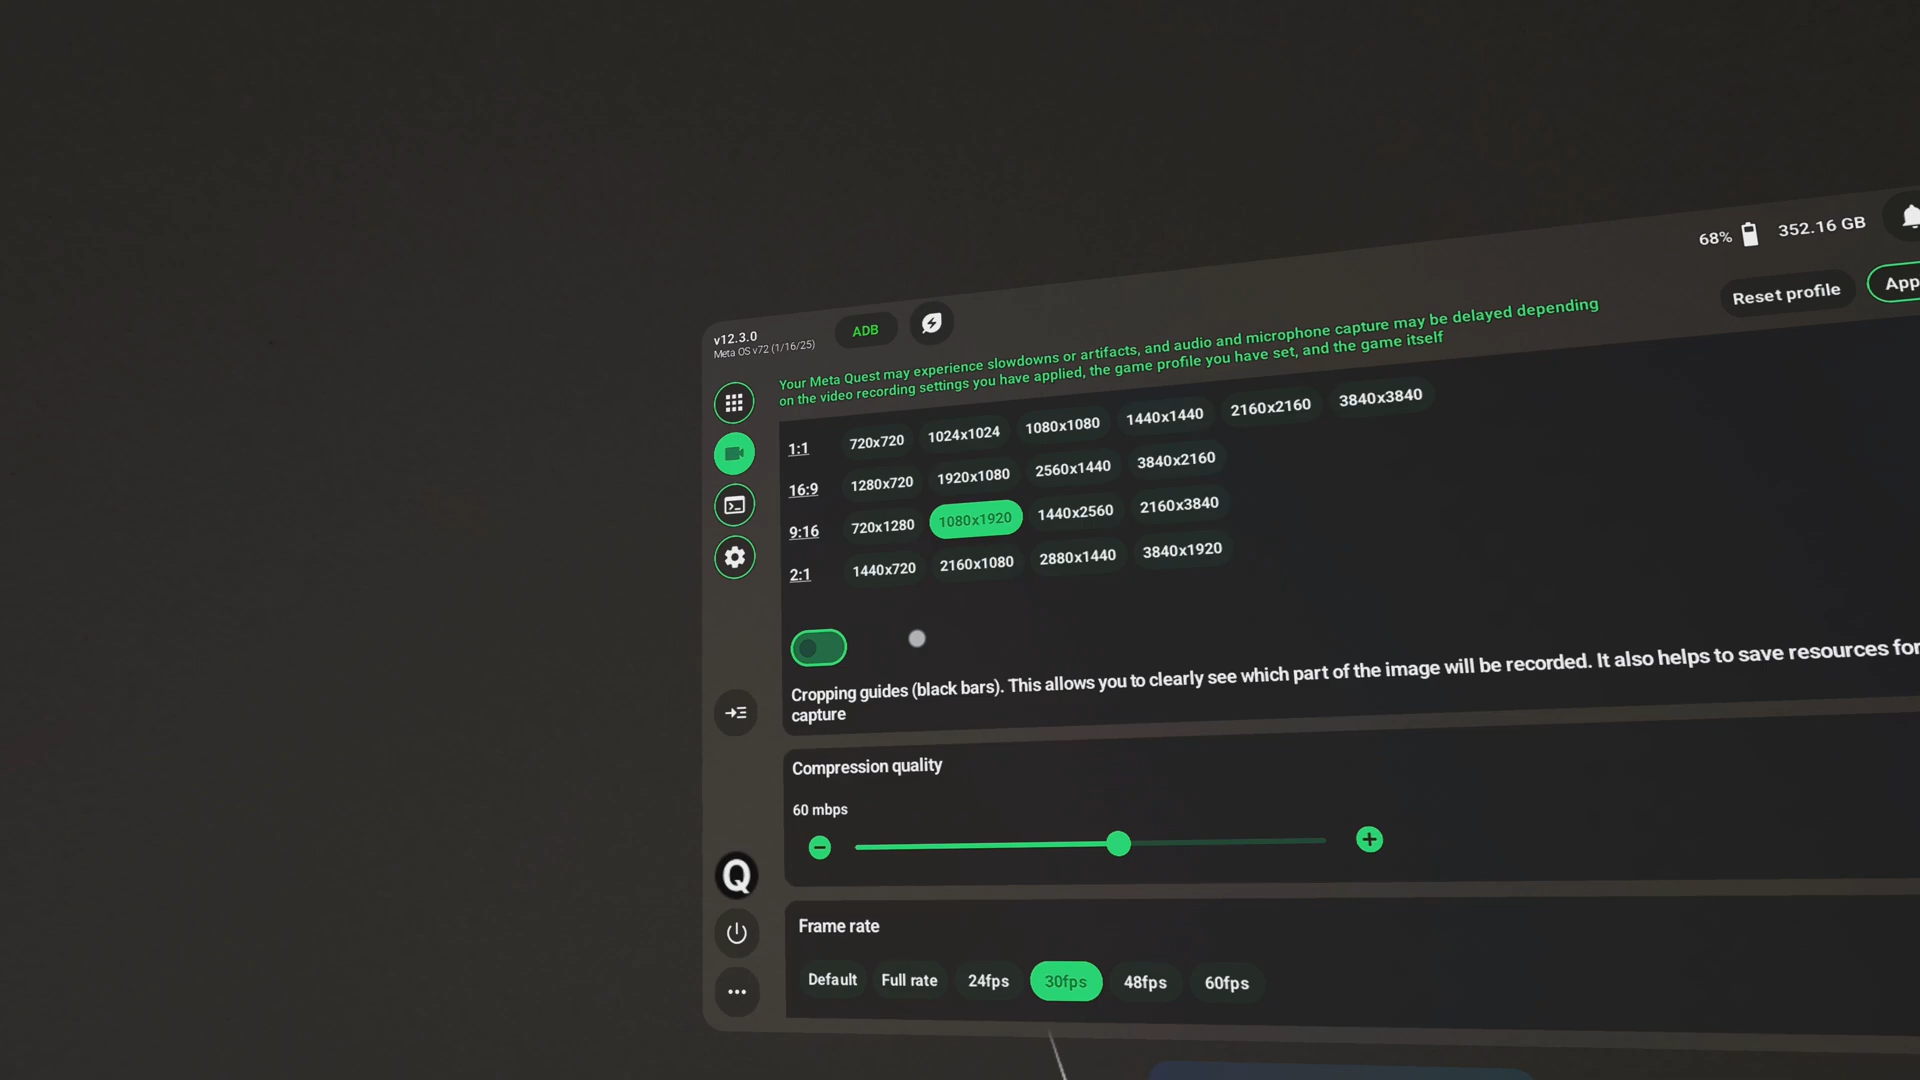 68% 352.16 GB
v12.3.0
Meta OS v72 (1/16/25)
ADB
Reset profile
Your Meta Quest may experience slowdowns or artifacts, and audio and microphone capture may be delayed depending
on the video recording settings you have applied, the game profile you have set, and the game itself
1:1 720x720 1024x1024 1080x1080 1440x1440 2160x2160 3840x3840
16:9 1280x720 1920x1080 2560x1440 3840x2160
9:16 720x1280 1080x1920 1440x2560 2160x3840
2:1 1440x720 2160x1080 2880x1440 3840x1920
Cropping guides (black bars). This allows you to clearly see which part of the image will be recorded. It also helps to save resources for
capture
Compression quality
60 mbps
Q
Frame rate
Default Full rate 24fps 30fps 48fps 60fps